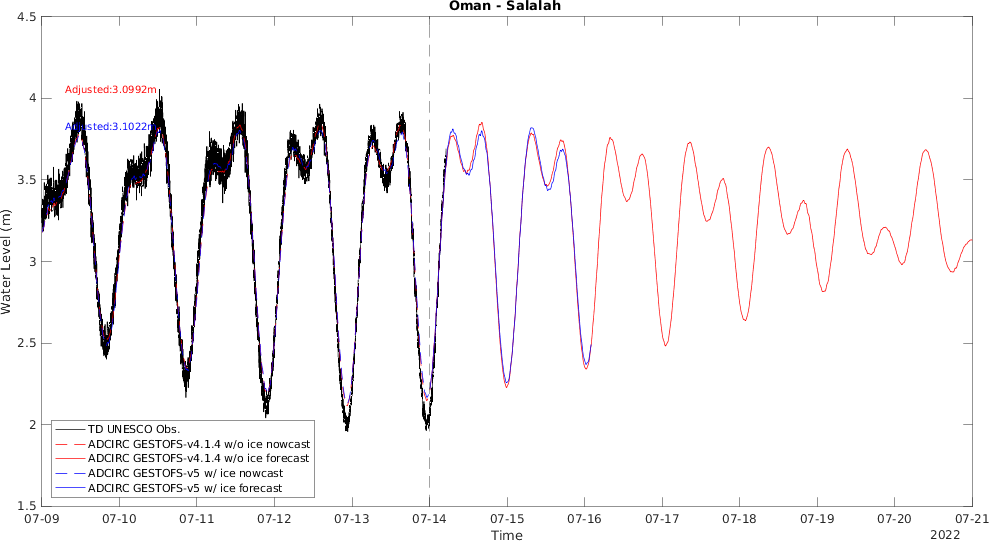 Oman - Salalah
4.5
4
3.5
3
2.5
2
1.5
Water Level (m)
Adjusted:3.0992m
Adjusted:3.1022m
TD UNESCO Obs.
ADCIRC GESTOFS-v4.1.4 w/o ice nowcast
ADCIRC GESTOFS-v4.1.4 w/o ice forecast
ADCIRC GESTOFS-v5 w/ ice nowcast
ADCIRC GESTOFS-v5 w/ ice forecast
07-09 07-10 07-11 07-12 07-13 07-14 07-15 07-16 07-17 07-18 07-19 07-20 07-21
Time
2022